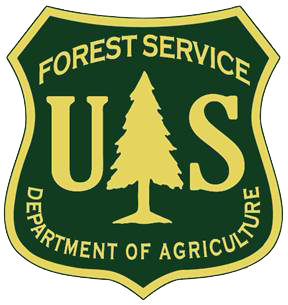 FOREST SERVICE
U S
DEPARTMENT OF AGRICULTURE